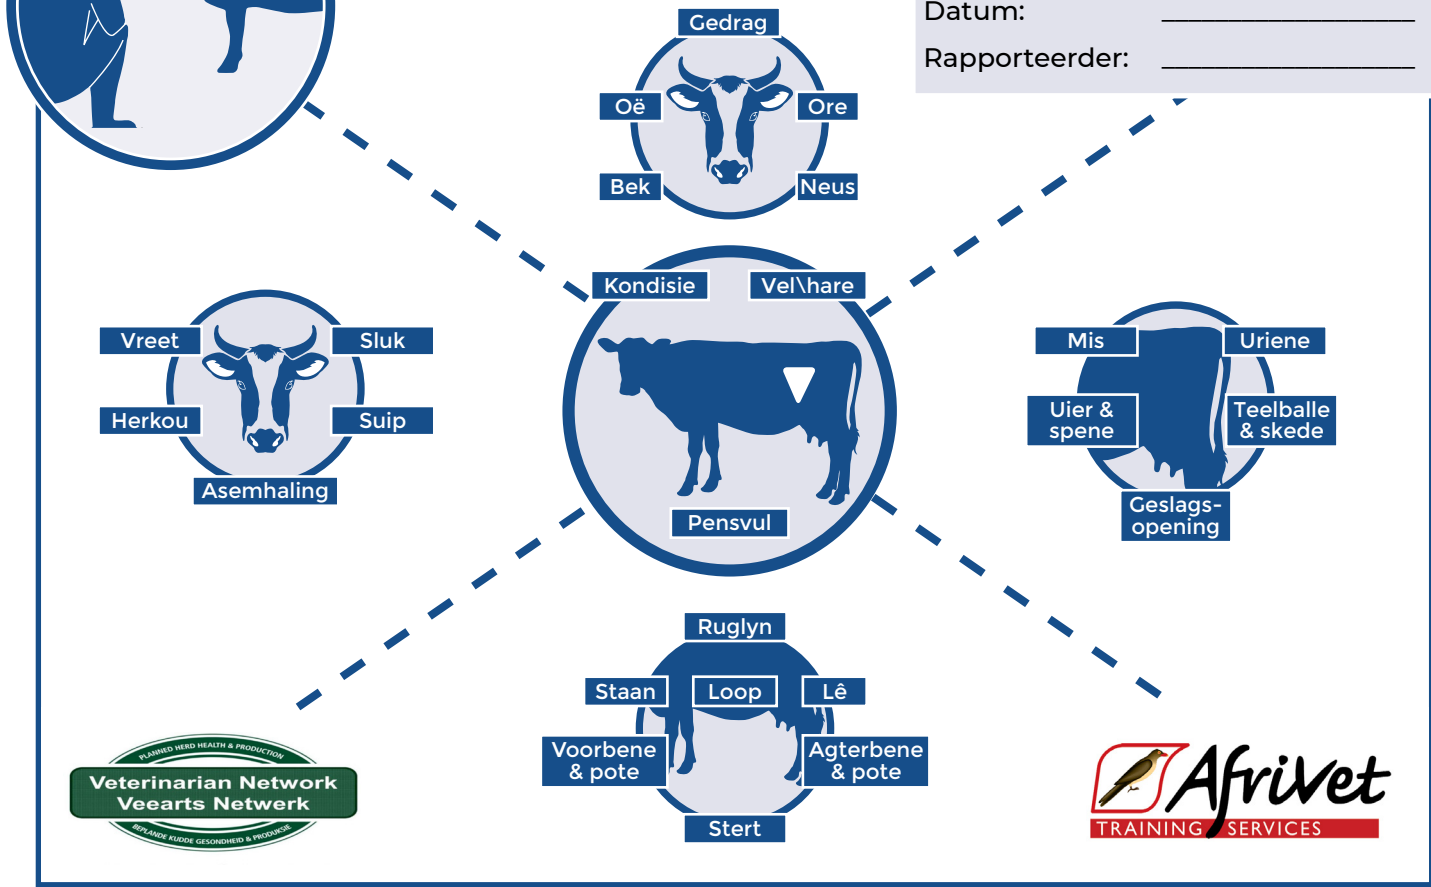 Datum: ___________________
Rapporteerder: ___________________
Gedrag
Oë
Ore
Bek
Neus
Kondisie
Vel\hare
Pensvul
Vreet
Sluk
Herkou
Suip
Asemhaling
Mis
Uriene
Uier &
spene
Teelballe
& skede
Geslags-
opening
Ruglyn
Staan
Loop
Lê
Voorbene
& pote
Agterbene
& pote
Stert
PLANNED HERD HEALTH & PRODUCTION
Veterinarian Network
Veearts Netwerk
BEPLANDE KUDDE GESONDHEID & PRODUKSIE
Afrivet
TRAINING SERVICES